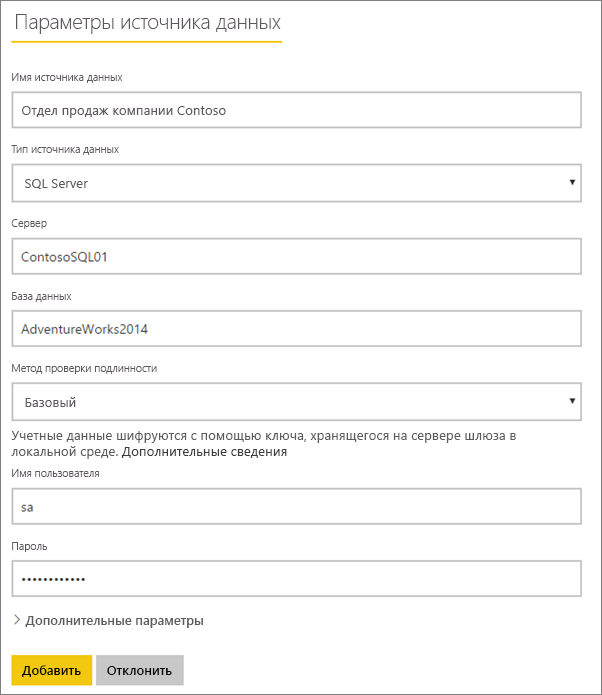 Параметры источника данных
Имя источника данных
Отдел продаж компании Contoso
Тип источника данных
SQL Server
Сервер
ContosoSQL01
База данных
AdventureWorks2014
Метод проверки подлинности
Базовый
Учетные данные шифруются с помощью ключа, хранящегося на сервере шлюза в
локальной среде. Дополнительные сведения
Имя пользователя
sa
Пароль
••••••••••••
Дополнительные параметры
Добавить Отклонить